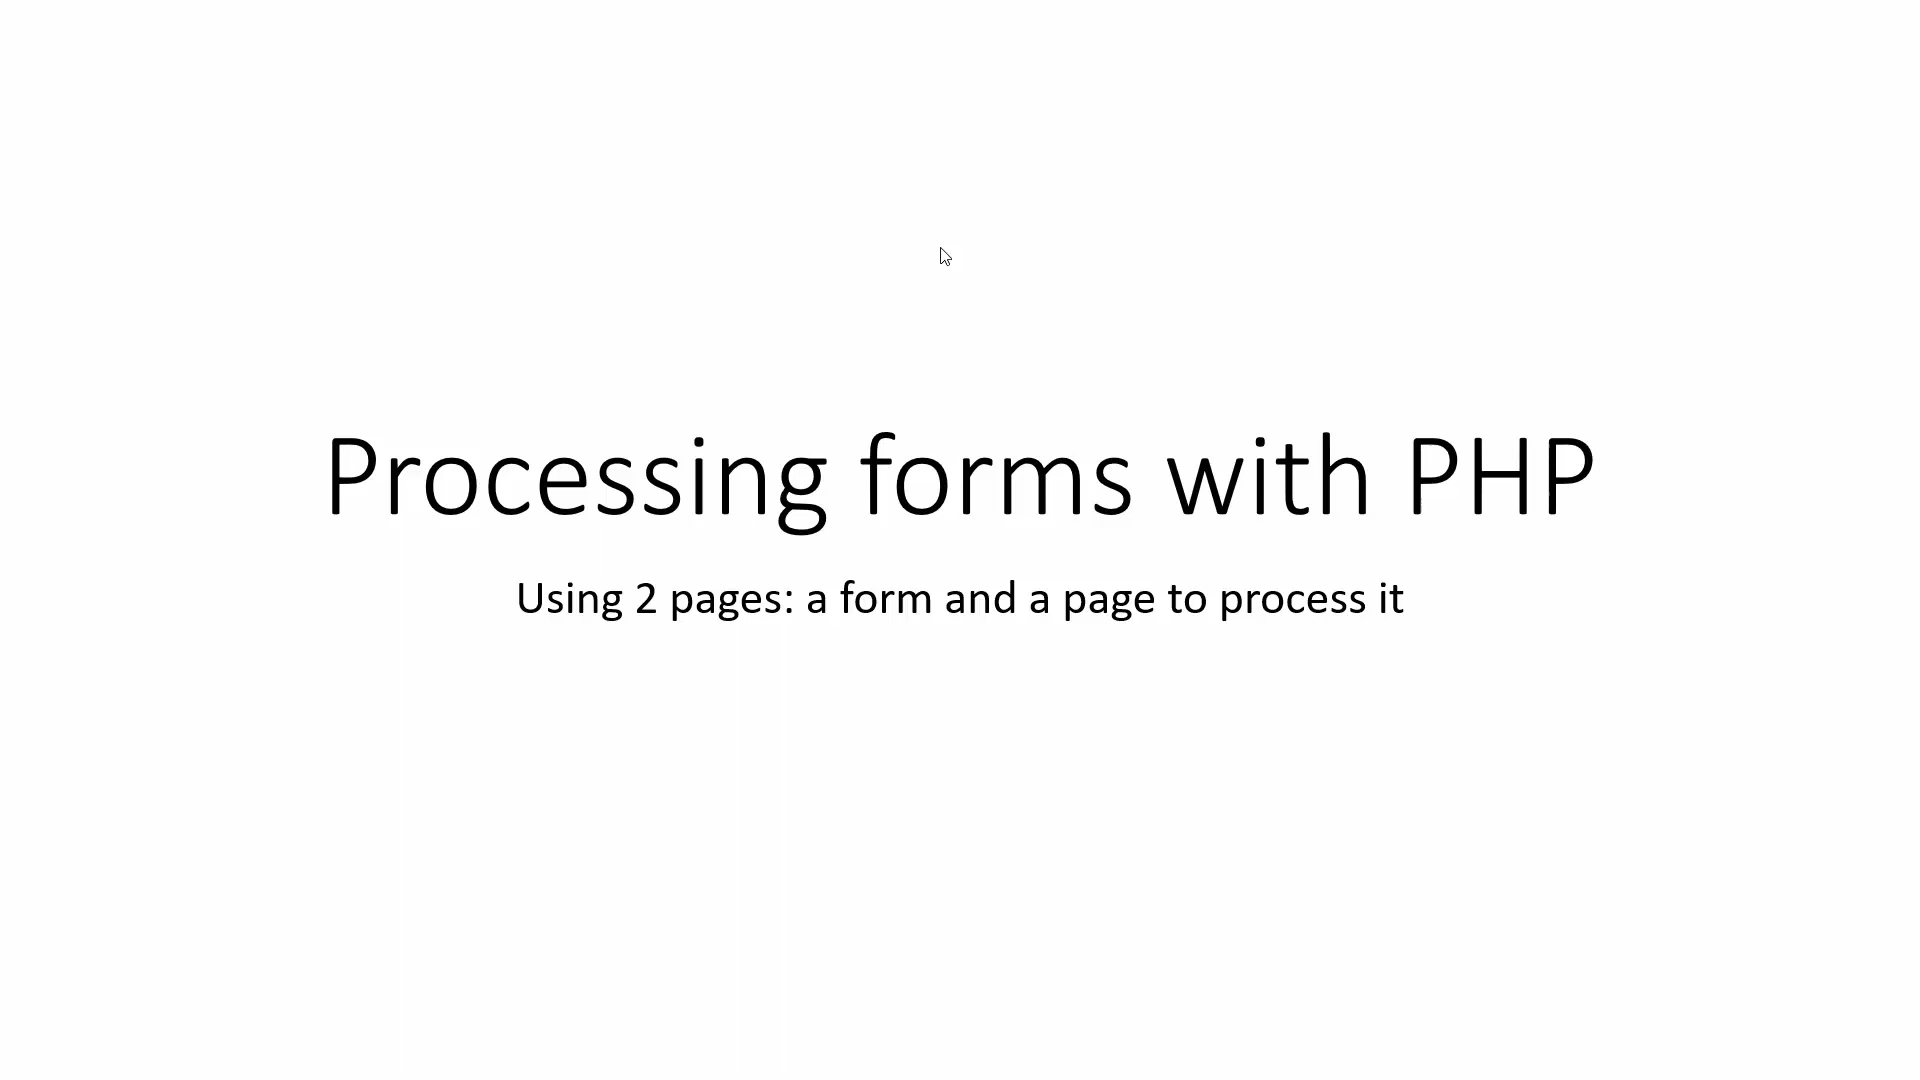 Processing forms with PHP
Using 2 pages: a form and a page to process it